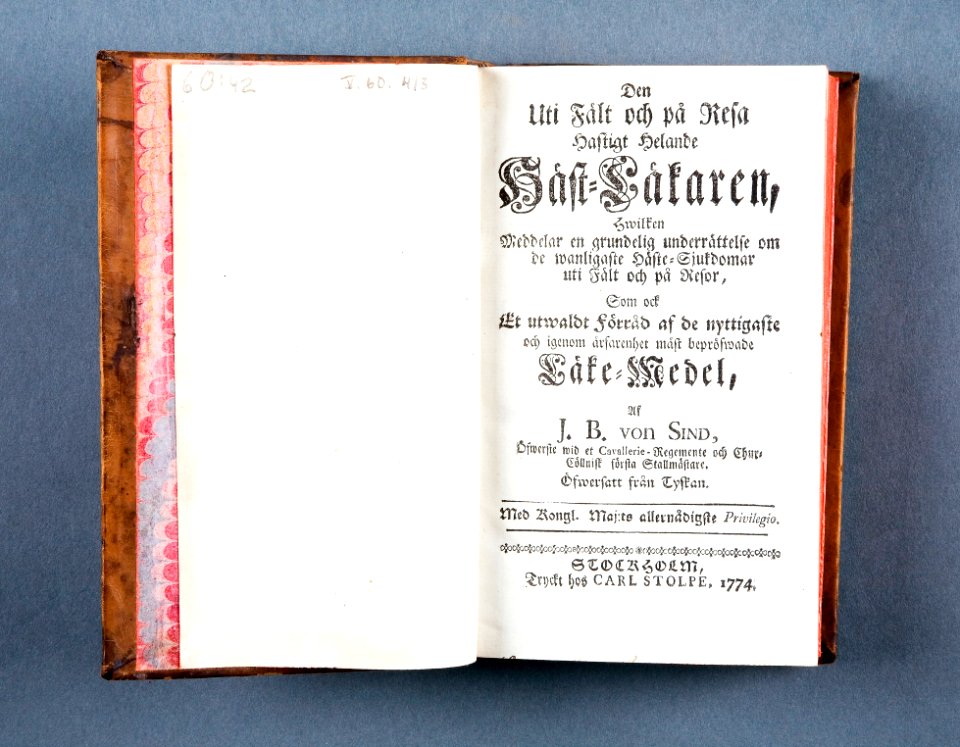 60:42
V. 60. 413
Den
Uti Fält och på Resa
Hastigt Helande
Häst-Läkaren,
Hwilken
Meddelar en grundelig underrättelse om
de wanligaste Häste-Sjukdomar
uti Fält och på Resor,
Som ock
Et utwaldt Förråd af de nyttigaste
och igenom ärfarenhet mäst bepröfwade
Läke-Medel,
Af
J. B. von Sind,
Öfwerste wid et Cavallerie-Regemente och Chur-
Cöllnisk första Stallmästare.
Öfwersatt från Tyskan.
Med Kongl. Maj:ts allernådigste Privilegio.
STOCKHOLM,
Tryckt hos CARL STOLPE, 1774.